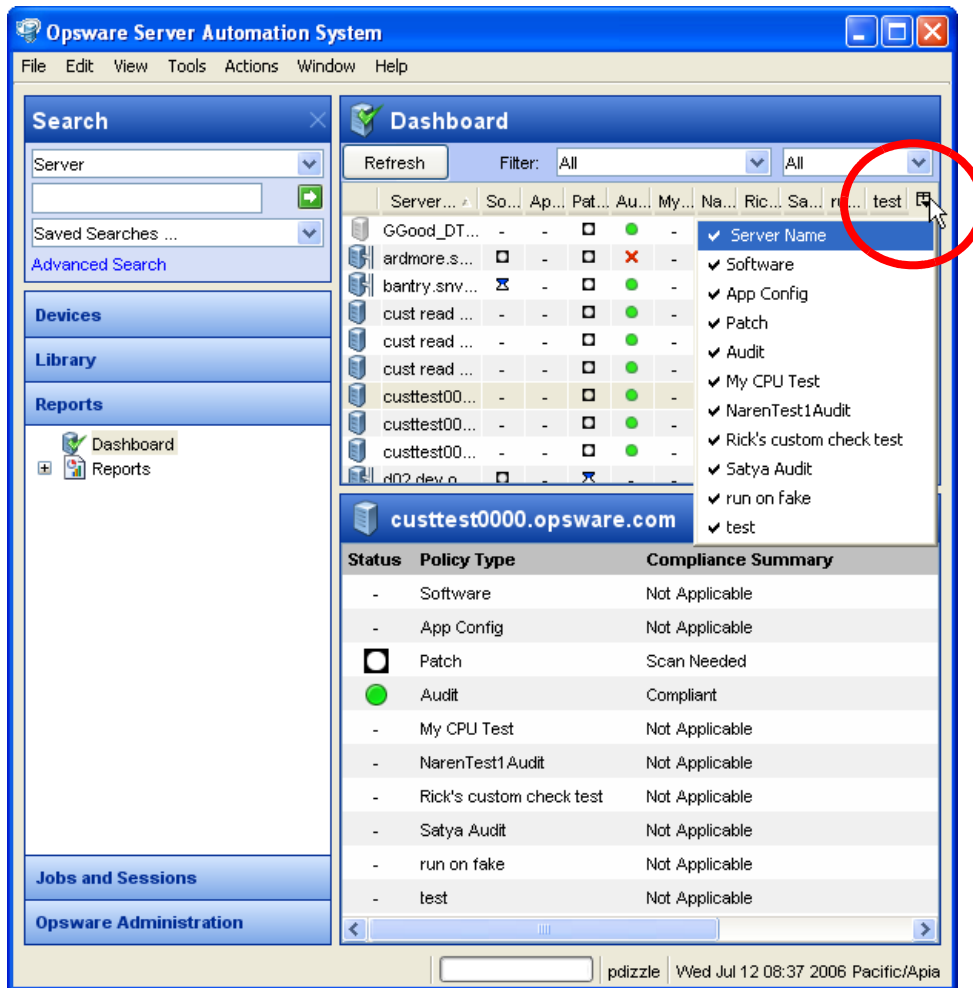 Opsware Server Automation System
File Edit View Tools Actions Window Help
Search
Server
Saved Searches ...
Advanced Search
Devices
Library
Reports
Dashboard
Reports
Jobs and Sessions
Opsware Administration
Dashboard
Refresh Filter: All All
Server... So... Ap... Pat... Au... My... Na... Ric... Sa... ru... test
GGood_DT... - - -
ardmore.s... - -
bantry.snv... - -
cust read ... - - -
cust read ... - - -
cust read ... - - -
custtest00... - - -
custtest00... - - -
custtest00... - - -
d02.dev.o... - - -
Server Name
Software
App Config
Patch
Audit
My CPU Test
NarenTest1Audit
Rick's custom check test
Satya Audit
run on fake
test
custtest0000.opsware.com
Status Policy Type Compliance Summary
- Software Not Applicable
- App Config Not Applicable
Patch Scan Needed
Audit Compliant
- My CPU Test Not Applicable
- NarenTest1Audit Not Applicable
- Rick's custom check test Not Applicable
- Satya Audit Not Applicable
- run on fake Not Applicable
- test Not Applicable
pdizzle Wed Jul 12 08:37 2006 Pacific/Apia